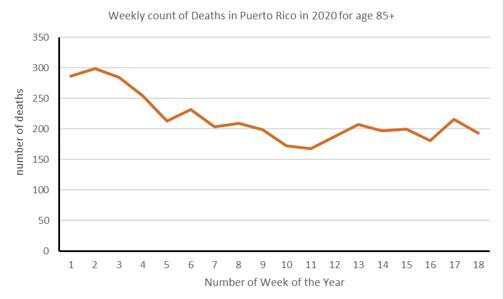 Weekly count of Deaths in Puerto Rico in 2020 for age 85+
350
300
250
200
150
100
50
0
number of deaths
1 2 3 4 5 6 7 8 9 10 11 12 13 14 15 16 17 18
Number of Week of the Year